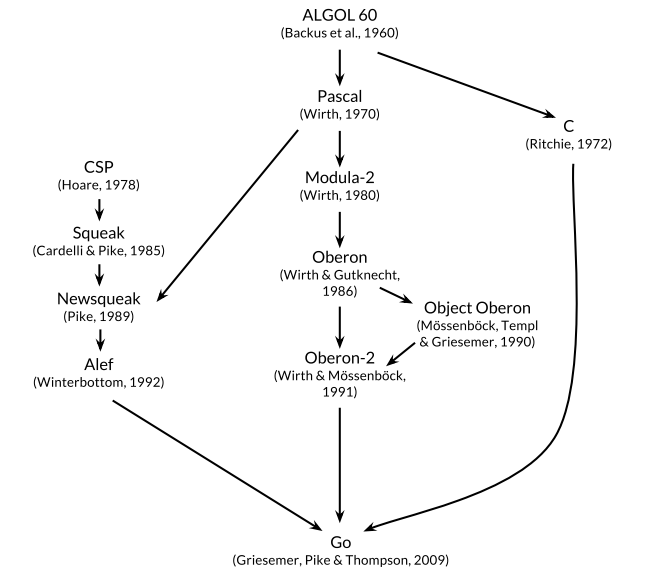 ALGOL 60
(Backus et al., 1960)
Pascal
(Wirth, 1970)
C
(Ritchie, 1972)
CSP
(Hoare, 1978)
Modula-2
(Wirth, 1980)
Squeak
(Cardelli & Pike, 1985)
Oberon
(Wirth & Gutknecht,
1986)
Newsqueak
(Pike, 1989)
Object Oberon
(Mössenböck, Templ
& Griesemer, 1990)
Oberon-2
(Wirth & Mössenböck,
1991)
Alef
(Winterbottom, 1992)
Go
(Griesemer, Pike & Thompson, 2009)